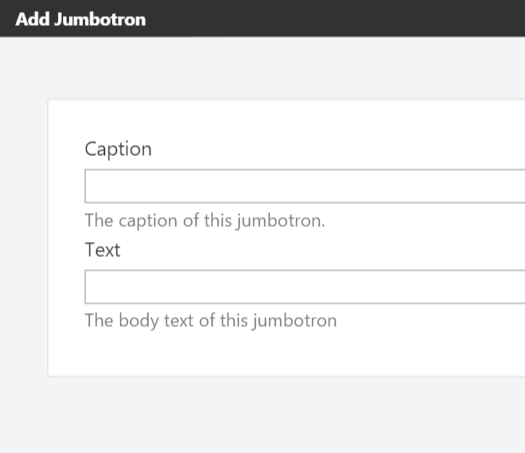 Add Jumbotron
Caption
The caption of this jumbotron.
Text
The body text of this jumbotron